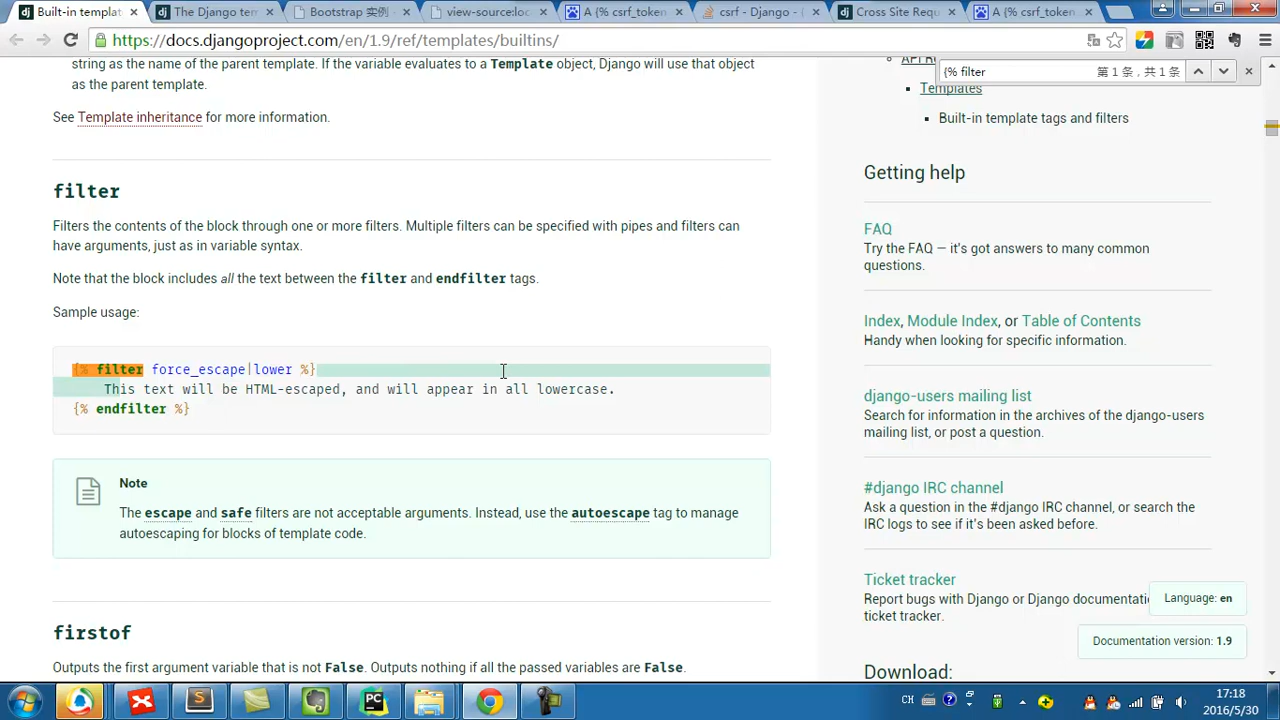 Built-in templat
The Django tem
Bootstrap 实例
view-source:loc
A {% csrf_token
csrf - Django - (
Cross Site Requ
A {% csrf_token
https://docs.djangoproject.com/en/1.9/ref/templates/builtins/
{% filter
第 1 条，共 1 条
string as the name of the parent template. If the variable evaluates to a Template object, Django will use that object
as the parent template.
See Template inheritance for more information.
filter
Filters the contents of the block through one or more filters. Multiple filters can be specified with pipes and filters can
have arguments, just as in variable syntax.
Note that the block includes all the text between the filter and endfilter tags.
Sample usage:
{% filter force_escape|lower %}
This text will be HTML-escaped, and will appear in all lowercase.
{% endfilter %}
Note
The escape and safe filters are not acceptable arguments. Instead, use the autoescape tag to manage
autoescaping for blocks of template code.
firstof
Outputs the first argument variable that is not False. Outputs nothing if all the passed variables are False.
Templates
Built-in template tags and filters
Getting help
FAQ
Try the FAQ — it's got answers to many common
questions.
Index, Module Index, or Table of Contents
Handy when looking for specific information.
django-users mailing list
Search for information in the archives of the django-users
mailing list, or post a question.
#django IRC channel
Ask a question in the #django IRC channel, or search the
IRC logs to see if it's been asked before.
Ticket tracker
Report bugs with Django or Django documentati
ticket tracker.
Language: en
Documentation version: 1.9
Download:
CH
17:18
2016/5/30